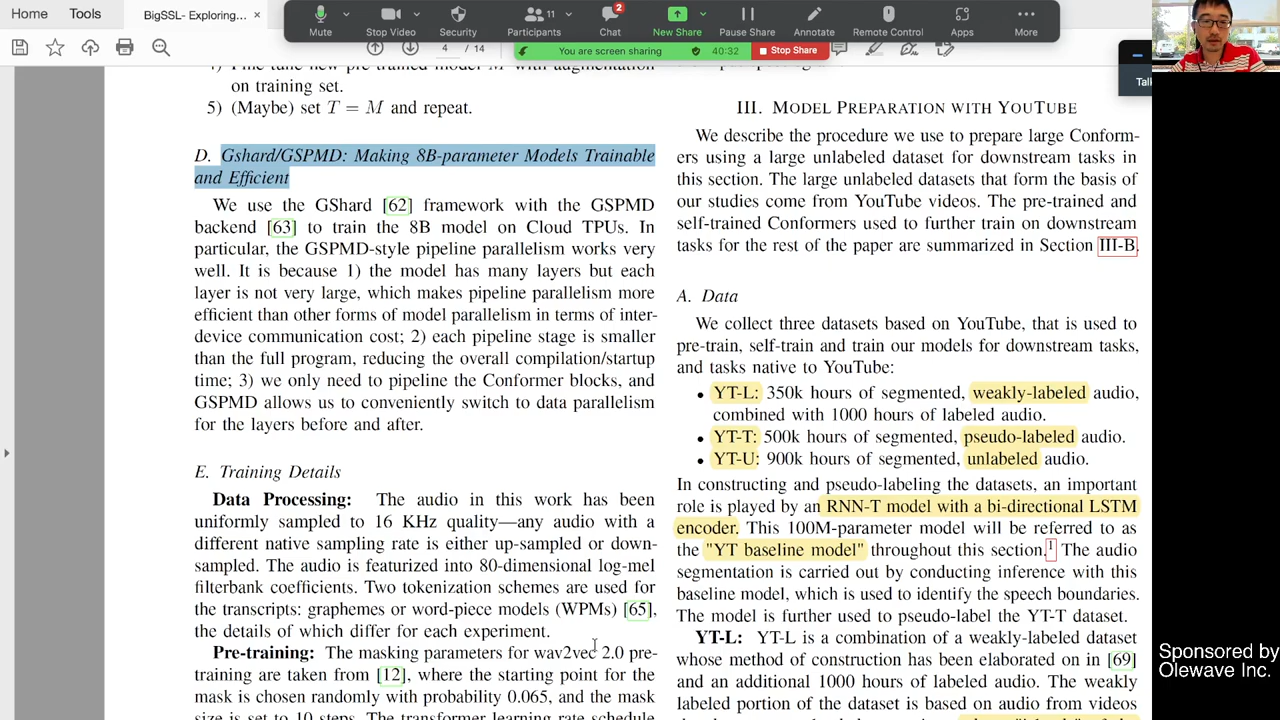 Home
Tools
BigSSL- Exploring... ×
Mute
Stop Video
Security
11
Participants
2
Chat
New Share
Pause Share
Annotate
Remote Control
Apps
More
4 / 14
You are screen sharing
40:32
Stop Share
Talk
on training set.
5) (Maybe) set T = M and repeat.
D. Gshard/GSPMD: Making 8B-parameter Models Trainable
and Efficient
We use the GShard [62] framework with the GSPMD
backend [63] to train the 8B model on Cloud TPUs. In
particular, the GSPMD-style pipeline parallelism works very
well. It is because 1) the model has many layers but each
layer is not very large, which makes pipeline parallelism more
efficient than other forms of model parallelism in terms of inter-
device communication cost; 2) each pipeline stage is smaller
than the full program, reducing the overall compilation/startup
time; 3) we only need to pipeline the Conformer blocks, and
GSPMD allows us to conveniently switch to data parallelism
for the layers before and after.
E. Training Details
Data Processing: The audio in this work has been
uniformly sampled to 16 KHz quality—any audio with a
different native sampling rate is either up-sampled or down-
sampled. The audio is featurized into 80-dimensional log-mel
filterbank coefficients. Two tokenization schemes are used for
the transcripts: graphemes or word-piece models (WPMs) [65],
the details of which differ for each experiment.
Pre-training: The masking parameters for wav2vec 2.0 pre-
training are taken from [12], where the starting point for the
mask is chosen randomly with probability 0.065, and the mask
size is set to 10 steps. The transformer learning rate schedule
III. MODEL PREPARATION WITH YOUTUBE
We describe the procedure we use to prepare large Conform-
ers using a large unlabeled dataset for downstream tasks in
this section. The large unlabeled datasets that form the basis of
our studies come from YouTube videos. The pre-trained and
self-trained Conformers used to further train on downstream
tasks for the rest of the paper are summarized in Section III-B.
A. Data
We collect three datasets based on YouTube, that is used to
pre-train, self-train and train our models for downstream tasks,
and tasks native to YouTube:
• YT-L: 350k hours of segmented, weakly-labeled audio,
combined with 1000 hours of labeled audio.
• YT-T: 500k hours of segmented, pseudo-labeled audio.
• YT-U: 900k hours of segmented, unlabeled audio.
In constructing and pseudo-labeling the datasets, an important
role is played by an RNN-T model with a bi-directional LSTM
encoder. This 100M-parameter model will be referred to as
the "YT baseline model" throughout this section.1 The audio
segmentation is carried out by conducting inference with this
baseline model, which is used to identify the speech boundaries.
The model is further used to pseudo-label the YT-T dataset.
YT-L: YT-L is a combination of a weakly-labeled dataset
whose method of construction has been elaborated on in [69]
and an additional 1000 hours of labeled audio. The weakly
labeled portion of the dataset is based on audio from videos
Sponsored by
Olewave Inc.